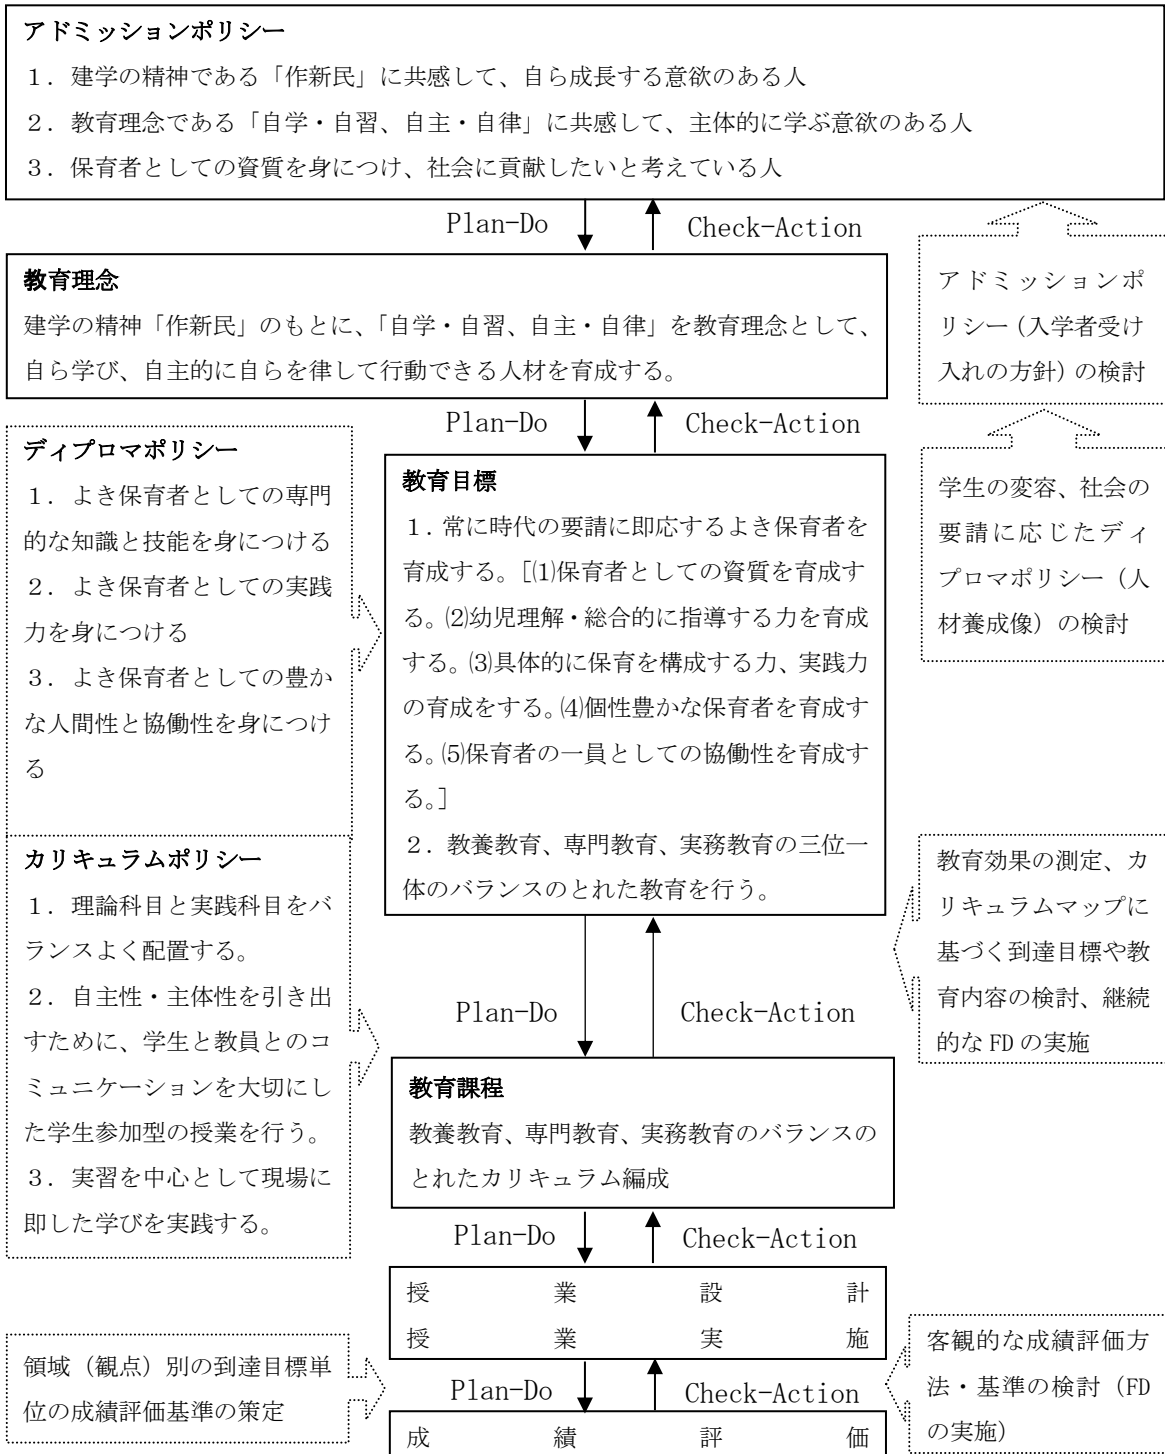 アドミッションポリシー
１．建学の精神である「作新民」に共感して、自ら成長する意欲のある人
２．教育理念である「自学・自習、自主・自律」に共感して、主体的に学ぶ意欲のある人
３．保育者としての資質を身につけ、社会に貢献したいと考えている人
Plan-Do
Check-Action
教育理念
建学の精神「作新民」のもとに、「自学・自習、自主・自律」を教育理念として、
自ら学び、自主的に自らを律して行動できる人材を育成する。
アドミッションポ
リシー（入学者受け
入れの方針）の検討
Plan-Do
Check-Action
ディプロマポリシー
１．よき保育者としての専門
的な知識と技能を身につける
２．よき保育者としての実践
力を身につける
３．よき保育者としての豊か
な人間性と協働性を身につけ
る
教育目標
１．常に時代の要請に即応するよき保育者を
育成する。［⑴保育者としての資質を育成す
る。⑵幼児理解・総合的に指導する力を育成
する。⑶具体的に保育を構成する力、実践力
の育成をする。⑷個性豊かな保育者を育成す
る。⑸保育者の一員としての協働性を育成す
る。］
２．教養教育、専門教育、実務教育の三位一
体のバランスのとれた教育を行う。
学生の変容、社会の
要請に応じたディ
プロマポリシー（人
材養成像）の検討
カリキュラムポリシー
１．理論科目と実践科目をバ
ランスよく配置する。
２．自主性・主体性を引き出
すために、学生と教員とのコ
ミュニケーションを大切にし
た学生参加型の授業を行う。
３．実習を中心として現場に
即した学びを実践する。
教育効果の測定、カ
リキュラムマップに
基づく到達目標や教
育内容の検討、継続
的な FD の実施
Plan-Do
Check-Action
教育課程
教養教育、専門教育、実務教育のバランスの
とれたカリキュラム編成
Plan-Do
Check-Action
授業設計
授業実施
領域（観点）別の到達目標単
位の成績評価基準の策定
Plan-Do
Check-Action
客観的な成績評価方
法・基準の検討（FD
の実施）
成績評価